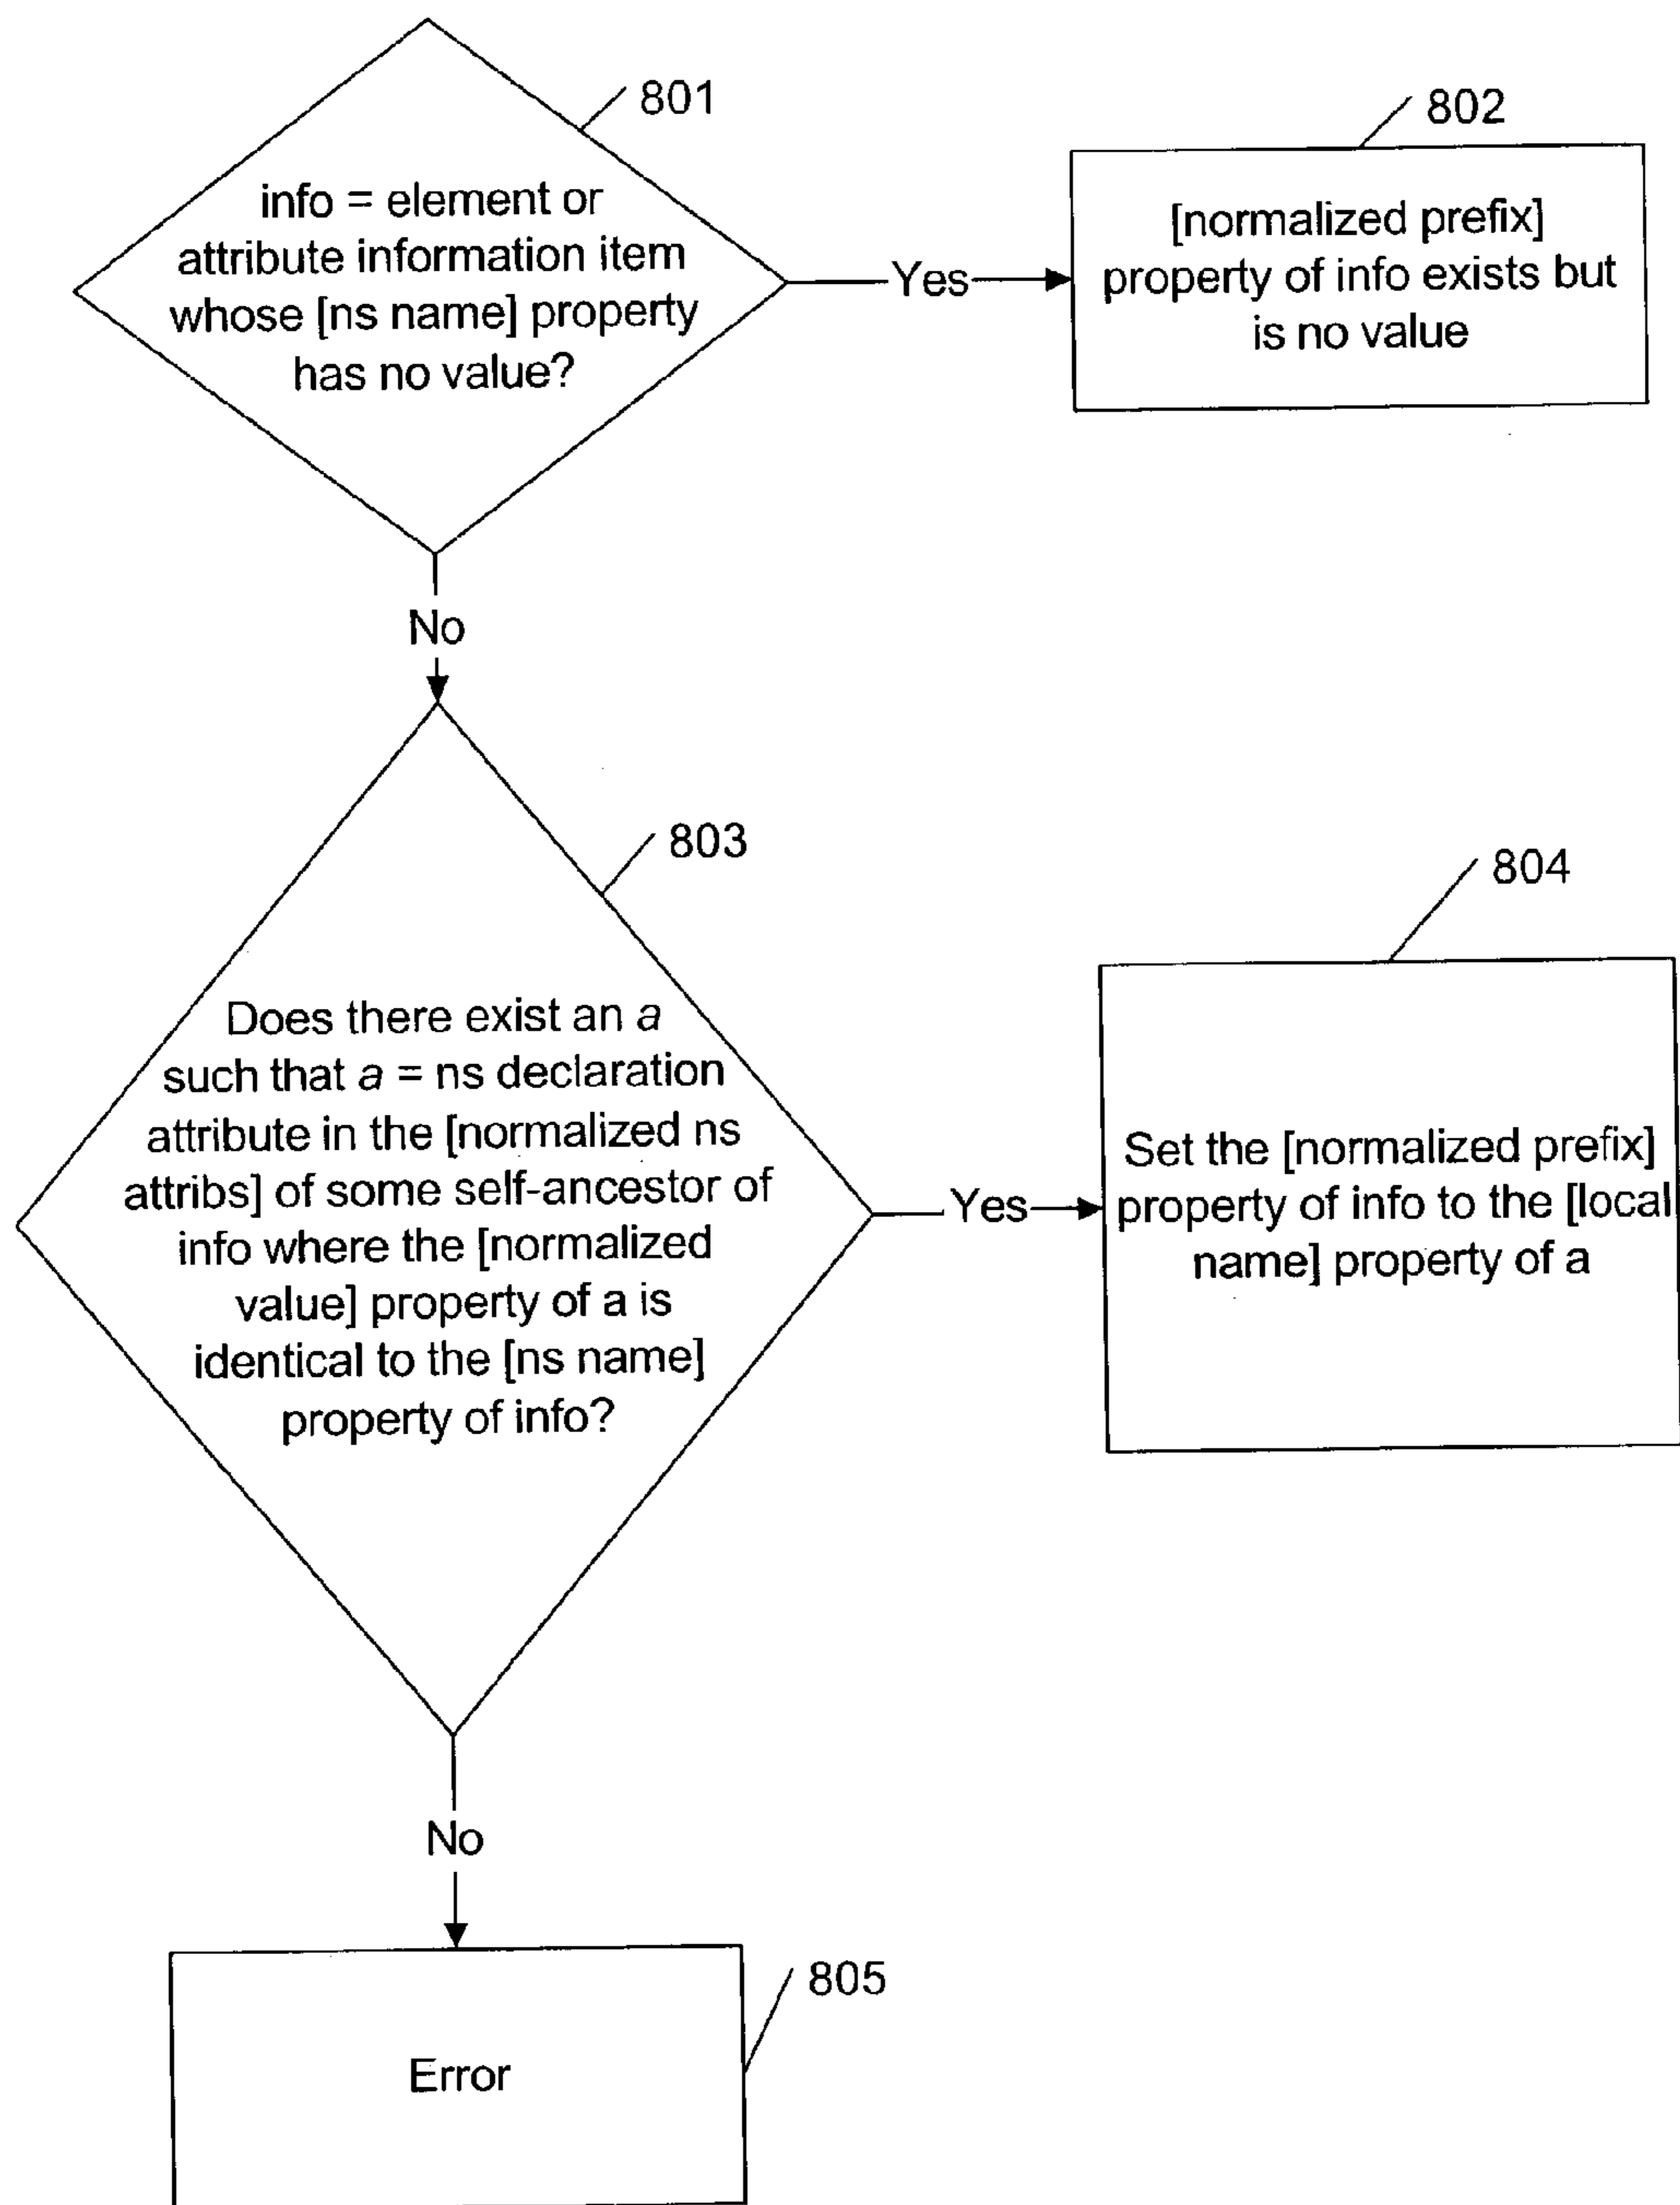 801
info = element or
attribute information item
whose [ns name] property
has no value?
Yes
802
[normalized prefix]
property of info exists but
is no value
No
803
Does there exist an a
such that a = ns declaration
attribute in the [normalized ns
attribs] of some self-ancestor of
info where the [normalized
value] property of a is
identical to the [ns name]
property of info?
Yes
804
Set the [normalized prefix]
property of info to the [local
name] property of a
No
805
Error